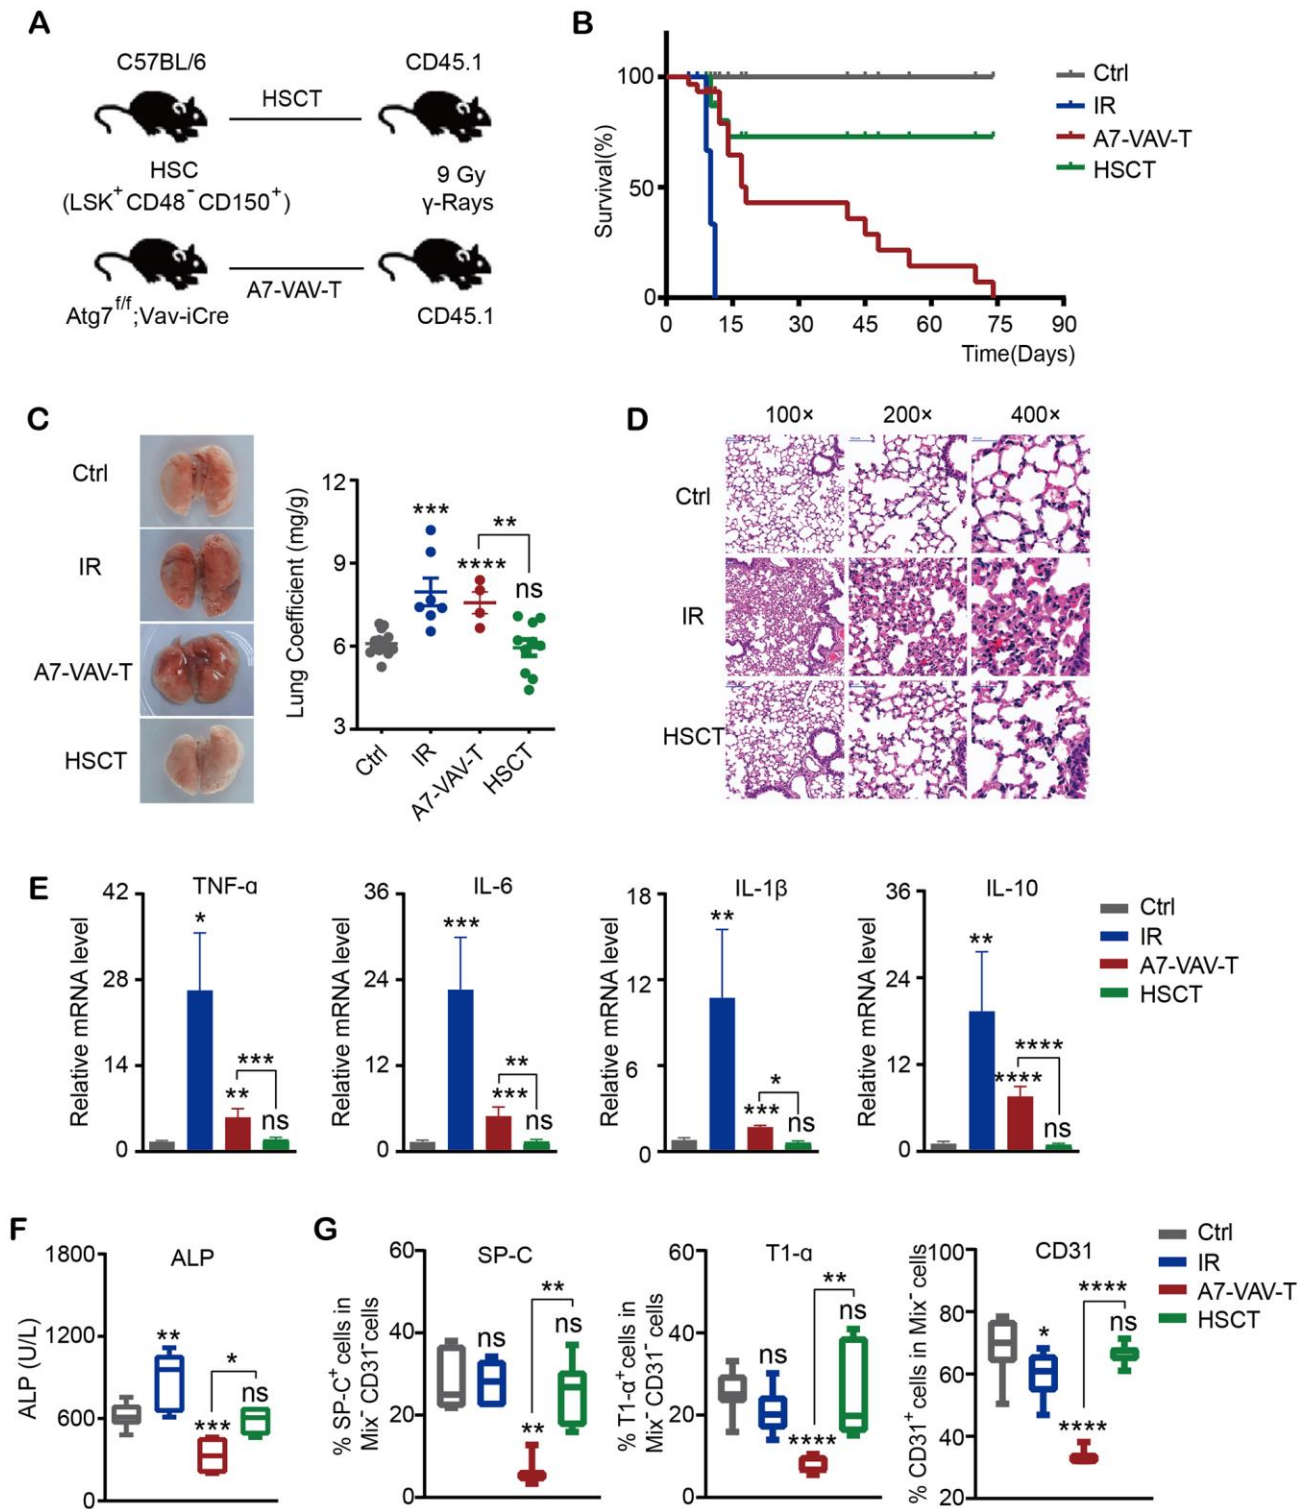 A
C57BL/6
CD45.1
HSCT
HSC
(LSK⁺CD48⁻CD150⁺)
9 Gy
γ-Rays
A7-VAV-T
Atg7f/f;Vav-iCre
CD45.1
B
Survival(%)
100
50
0
0 15 30 45 60 75 90
Time(Days)
Ctrl
IR
A7-VAV-T
HSCT
C
Ctrl
IR
A7-VAV-T
HSCT
Lung Coefficient (mg/g)
12
9
6
3
***
****
**
ns
Ctrl
IR
A7-VAV-T
HSCT
D
100× 200× 400×
Ctrl
IR
HSCT
E
TNF-α
Relative mRNA level
42
28
14
0
*
**
***
ns
IL-6
Relative mRNA level
36
24
12
0
***
***
**
ns
IL-1β
Relative mRNA level
18
12
6
0
**
***
*
ns
IL-10
Relative mRNA level
36
24
12
0
**
****
****
ns
Ctrl
IR
A7-VAV-T
HSCT
F
ALP
ALP (U/L)
1800
1200
600
0
**
***
*
ns
G
SP-C
% SP-C⁺ cells in
Mix⁻ CD31⁻cells
60
40
20
0
ns
**
**
ns
T1-α
% T1-α⁺cells in
Mix⁻ CD31⁻ cells
60
40
20
0
ns
****
**
ns
CD31
% CD31⁺ cells in Mix⁻ cells
100
80
60
40
20
*
****
****
ns
Ctrl
IR
A7-VAV-T
HSCT